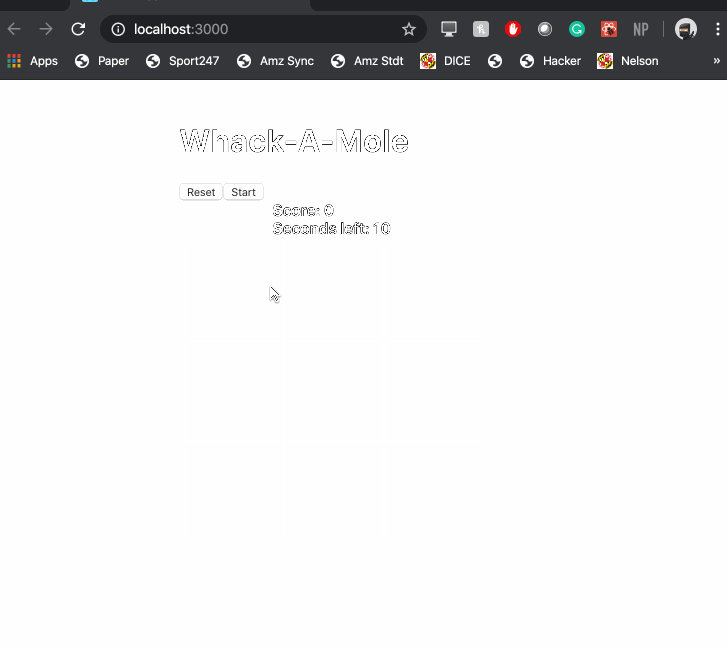 localhost:3000
NP
Apps Paper Sport247 Amz Sync Amz Stdt DICE Hacker Nelson »
Whack-A-Mole
Reset Start
Score: 0
Seconds left: 10